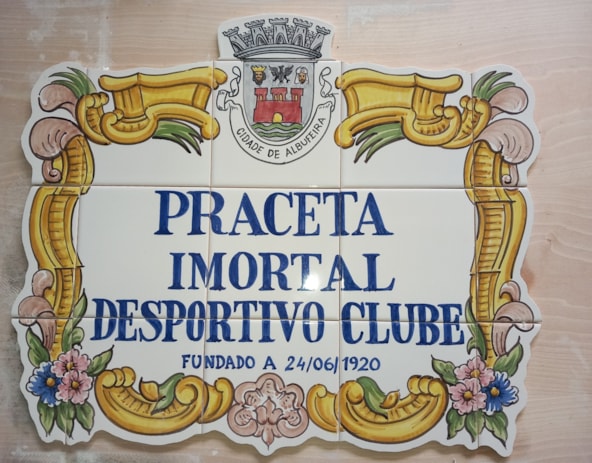 CIDADE DE ALBUFEIRA
PRACETA
IMORTAL
DESPORTIVO CLUBE
FUNDADO A 24/06/1920